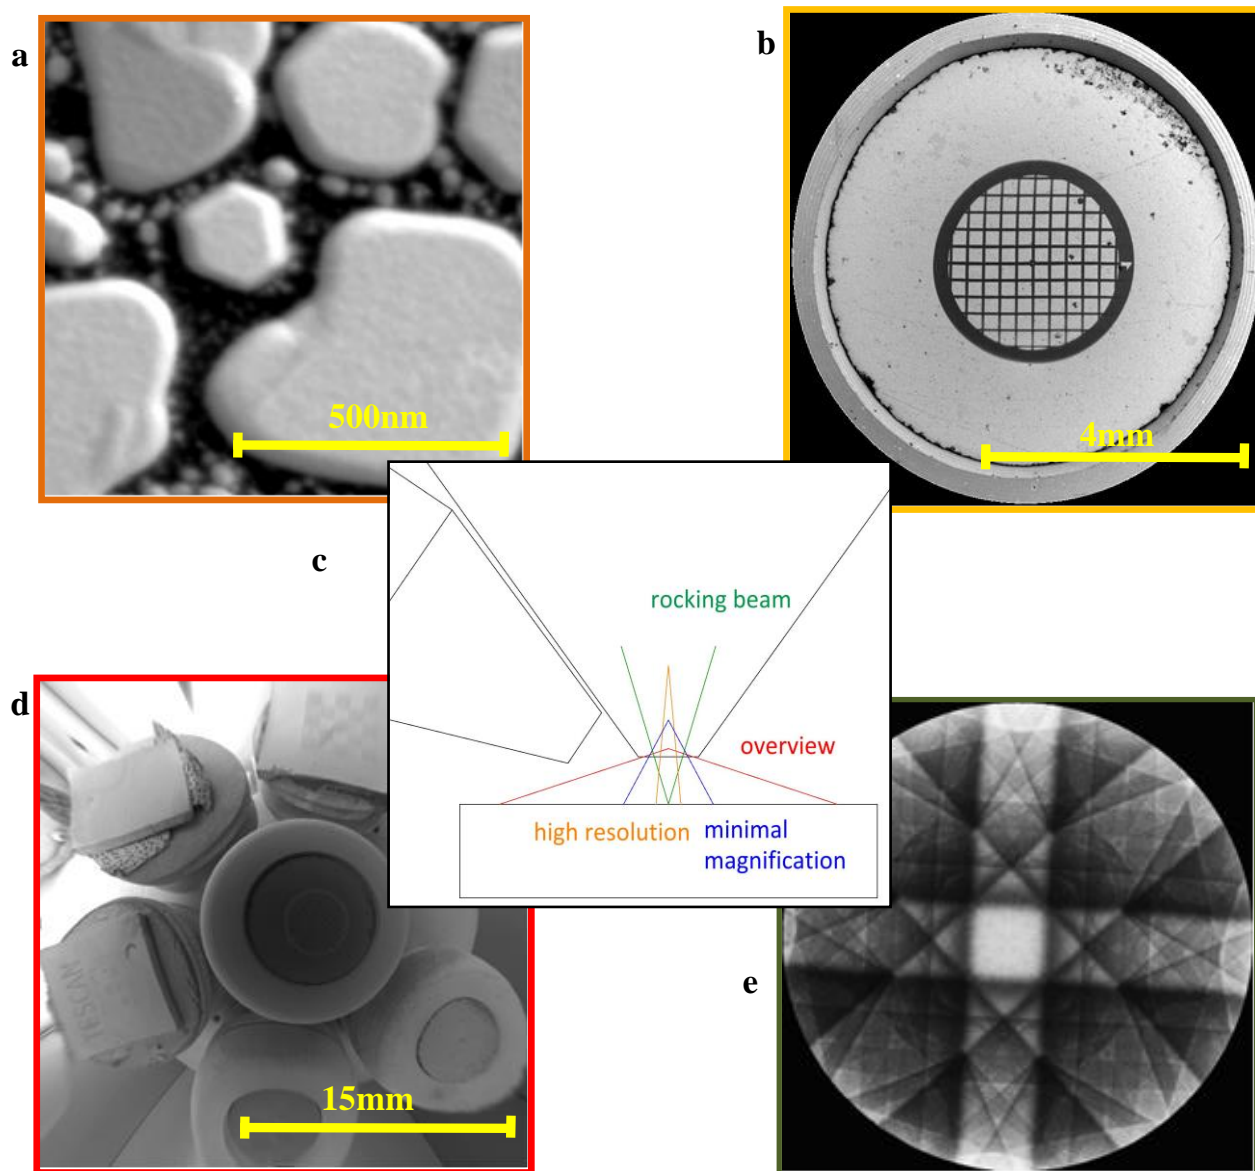 a
b
500nm
4mm
c
rocking beam
overview
high resolution
minimal
magnification
d
TESCAN
15mm
e